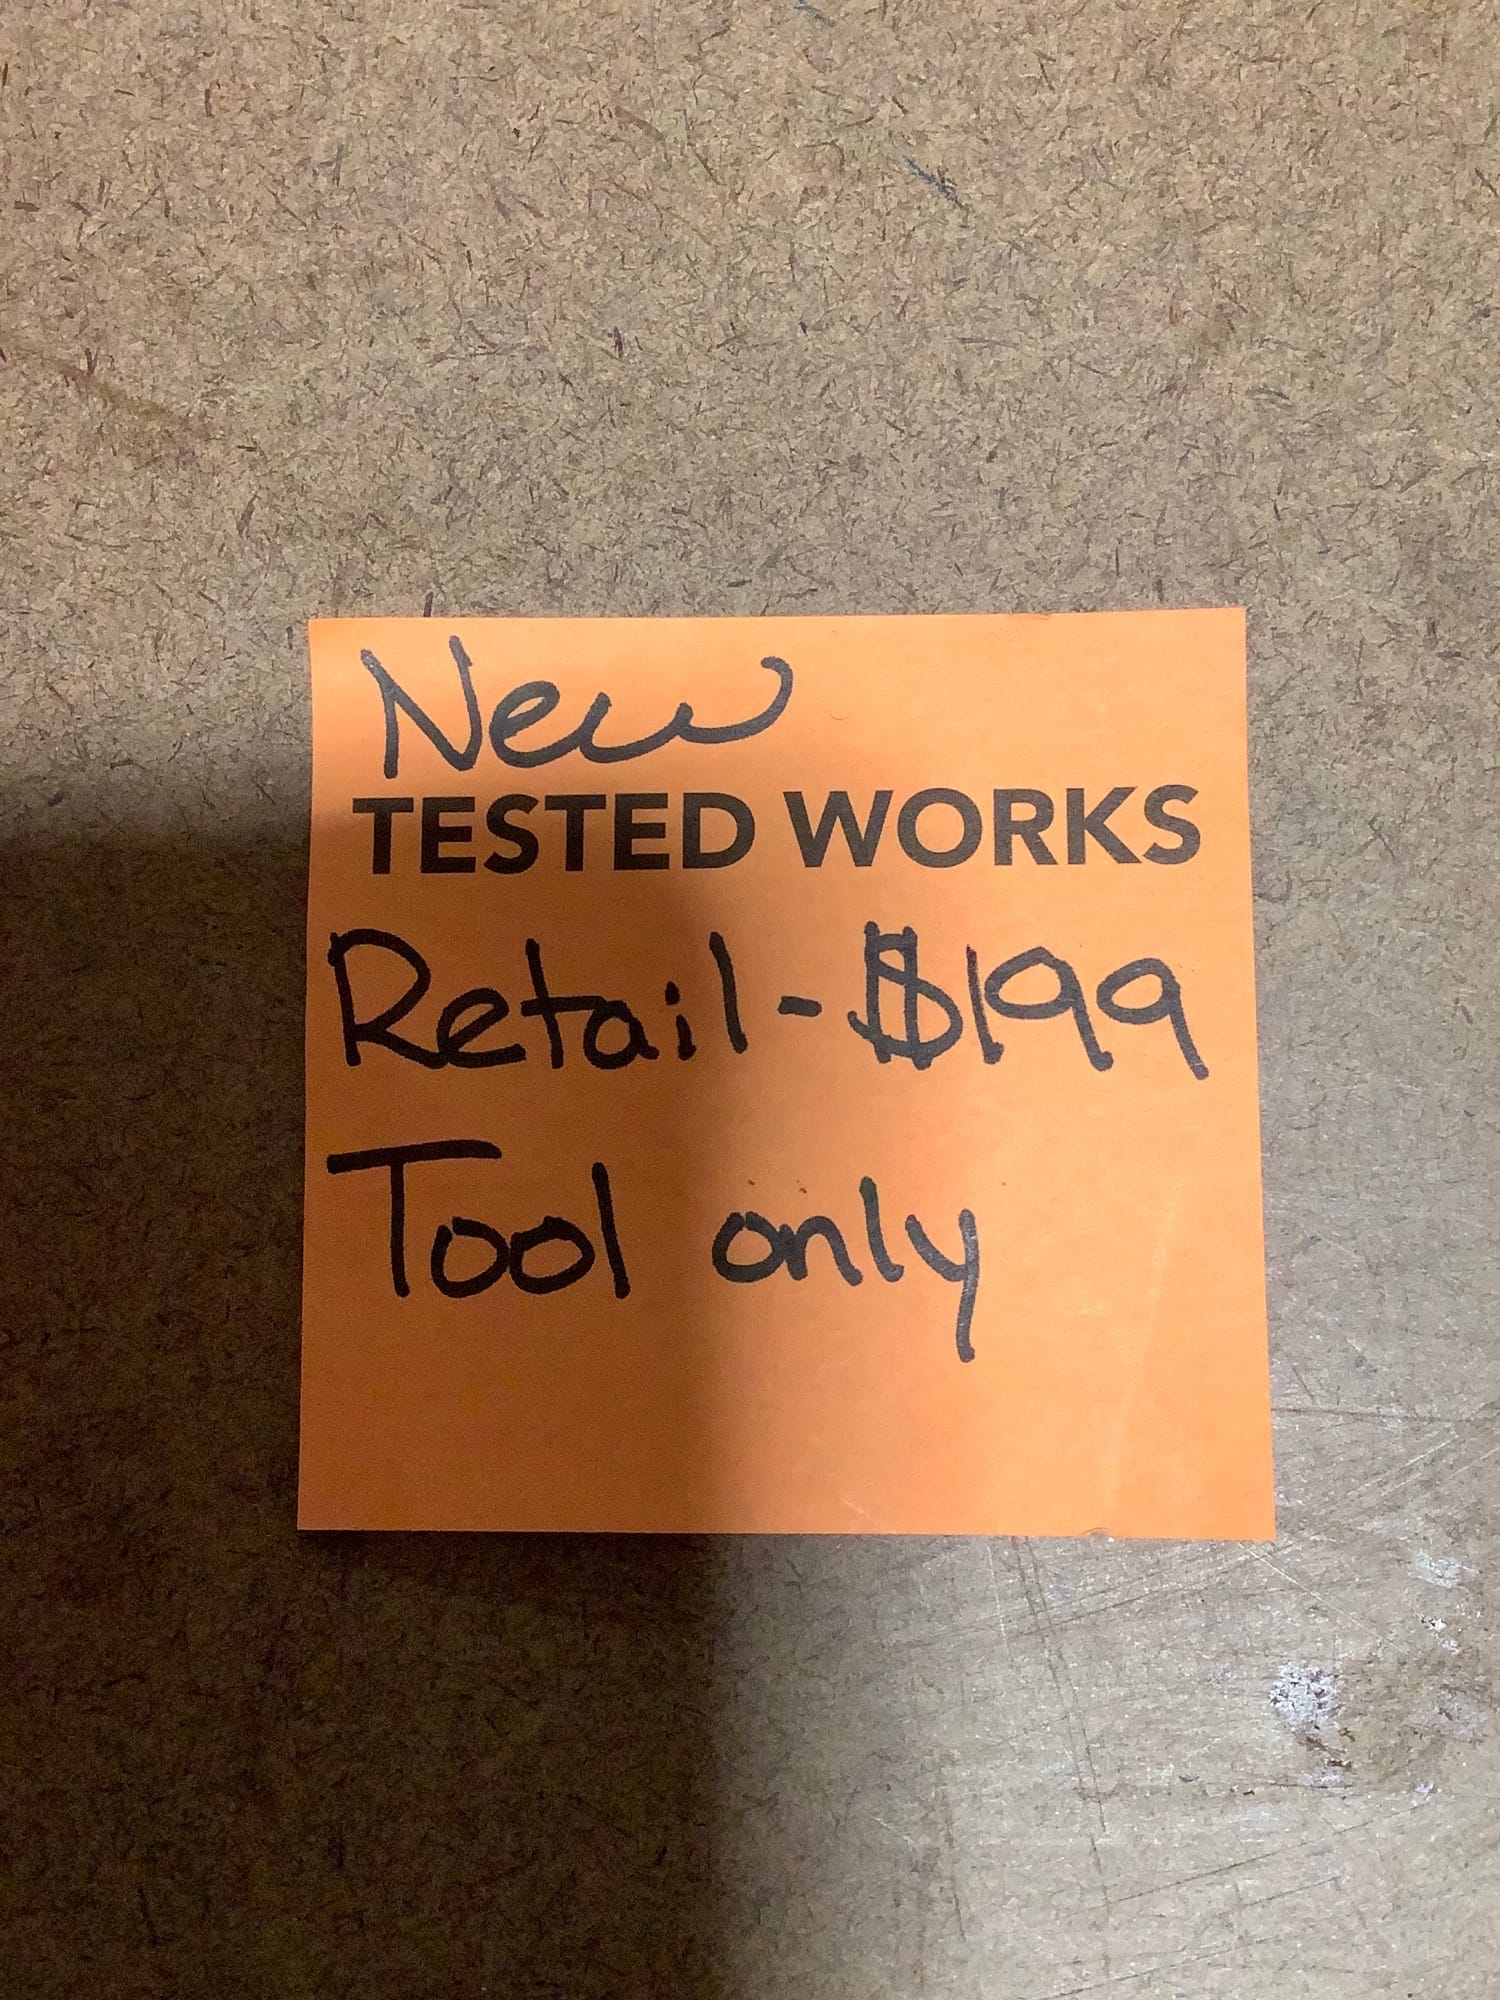 New
TESTED WORKS
Retail - $199
Tool only